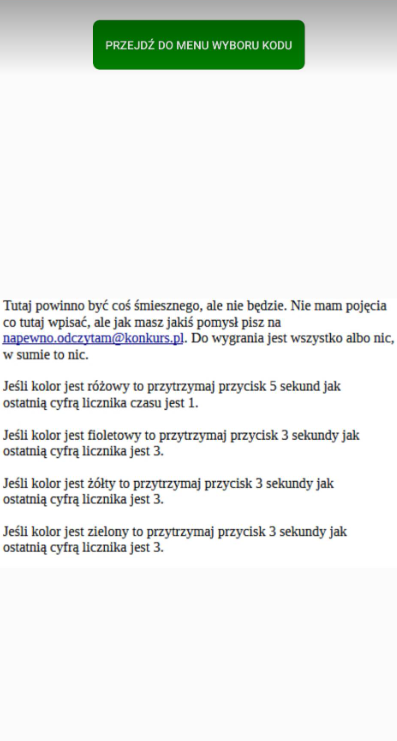 PRZEJDŹ DO MENU WYBORU KODU
Tutaj powinno być coś śmiesznego, ale nie będzie. Nie mam pojęcia
co tutaj wpisać, ale jak masz jakiś pomysł pisz na
napewno.odczytam@konkurs.pl. Do wygrania jest wszystko albo nic,
w sumie to nic.
Jeśli kolor jest różowy to przytrzymaj przycisk 5 sekund jak
ostatnią cyfrą licznika czasu jest 1.
Jeśli kolor jest fioletowy to przytrzymaj przycisk 3 sekundy jak
ostatnią cyfrą licznika jest 3.
Jeśli kolor jest żółty to przytrzymaj przycisk 3 sekundy jak
ostatnią cyfrą licznika jest 3.
Jeśli kolor jest zielony to przytrzymaj przycisk 3 sekundy jak
ostatnią cyfrą licznika jest 3.